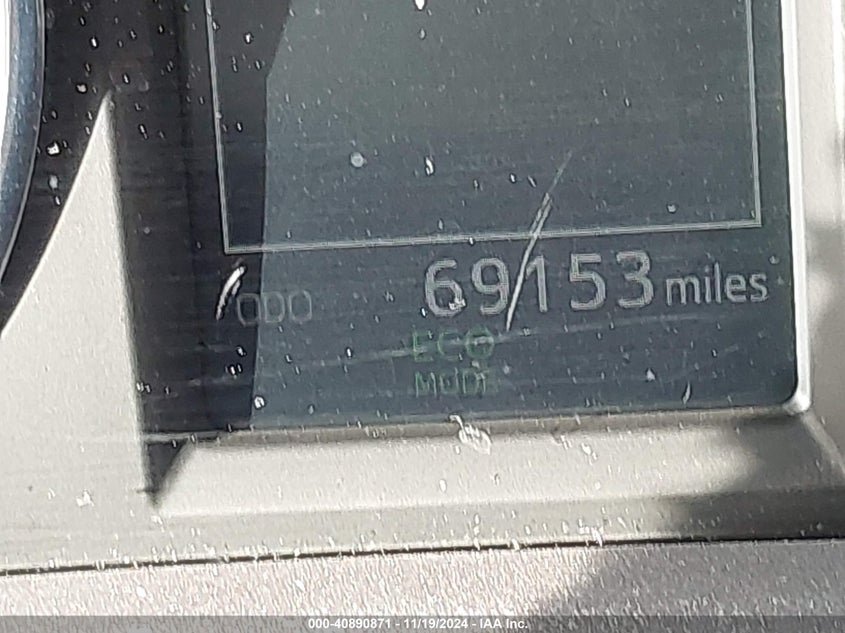 ODO 69153 miles
ECO
MODE
000-40890871 - 11/19/2024 - IAA Inc.